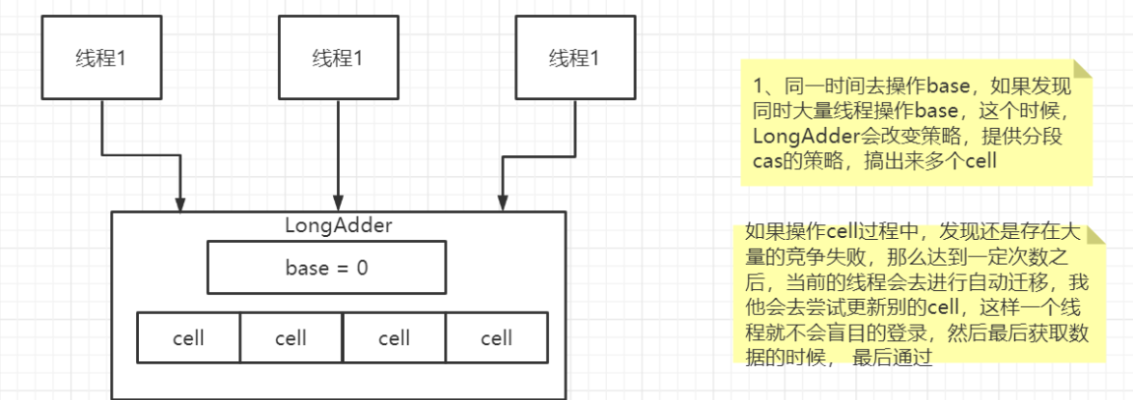 线程1
线程1
线程1
LongAdder
base = 0
cell
cell
cell
cell
1、同一时间去操作base，如果发现
同时大量线程操作base，这个时候，
LongAdder会改变策略，提供分段
cas的策略，搞出来多个cell
如果操作cell过程中，发现还是存在大
量的竞争失败，那么达到一定次数之
后，当前的线程会去进行自动迁移，我
他会去尝试更新别的cell，这样一个线
程就不会盲目的登录，然后最后获取数
据的时候， 最后通过